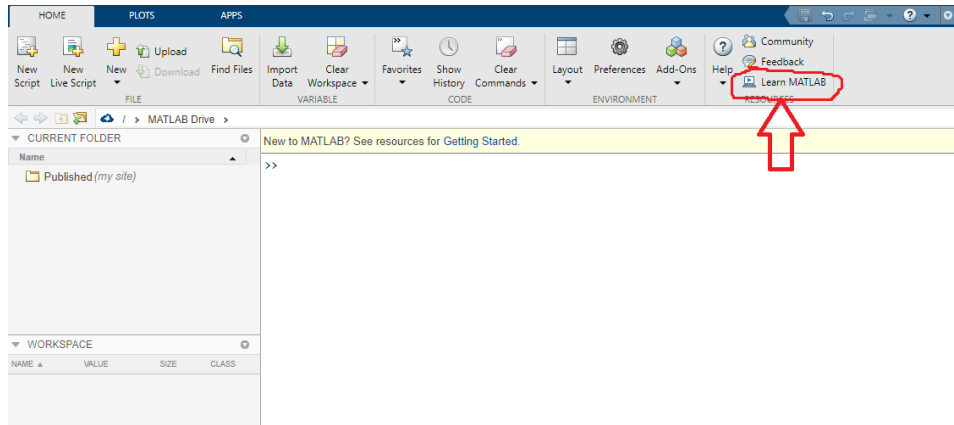 HOME PLOTS APPS
New Script
New Live Script
New
Upload
Download
Find Files
FILE
Import Data
Clear Workspace
VARIABLE
Favorites
Show History
Clear Commands
CODE
Layout
Preferences
Add-Ons
ENVIRONMENT
Help
Community
Feedback
Learn MATLAB
RESOURCES
/ > MATLAB Drive >
CURRENT FOLDER
Name
Published (my site)
New to MATLAB? See resources for Getting Started.
>>
WORKSPACE
NAME VALUE SIZE CLASS